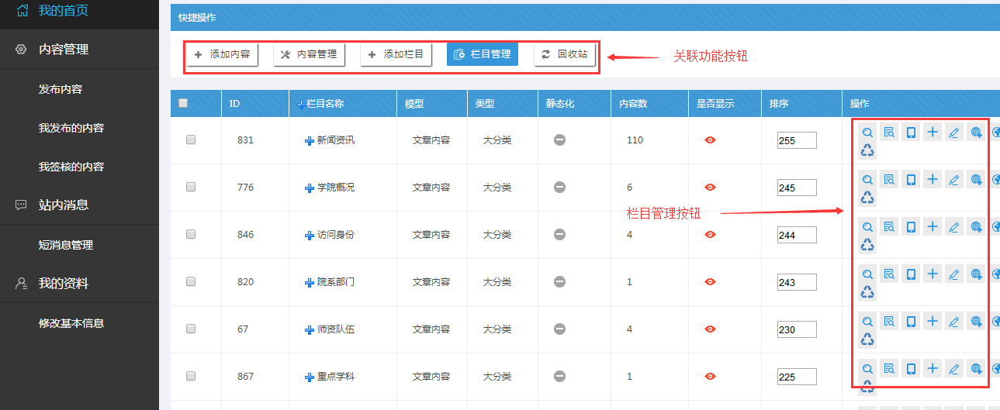 我的首页
内容管理
发布内容
我发布的内容
我签核的内容
站内消息
短消息管理
我的资料
修改基本信息
快捷操作
添加内容 内容管理 添加栏目 栏目管理 回收站
关联功能按钮
ID 栏目名称 模型 类型 静态化 内容数 是否显示 排序 操作
831 新闻资讯 文章内容 大分类 110 255
776 学院概况 文章内容 大分类 6 245
栏目管理按钮
846 访问身份 文章内容 大分类 4 244
820 院系部门 文章内容 大分类 1 243
67 师资队伍 文章内容 大分类 4 230
867 重点学科 文章内容 大分类 1 225